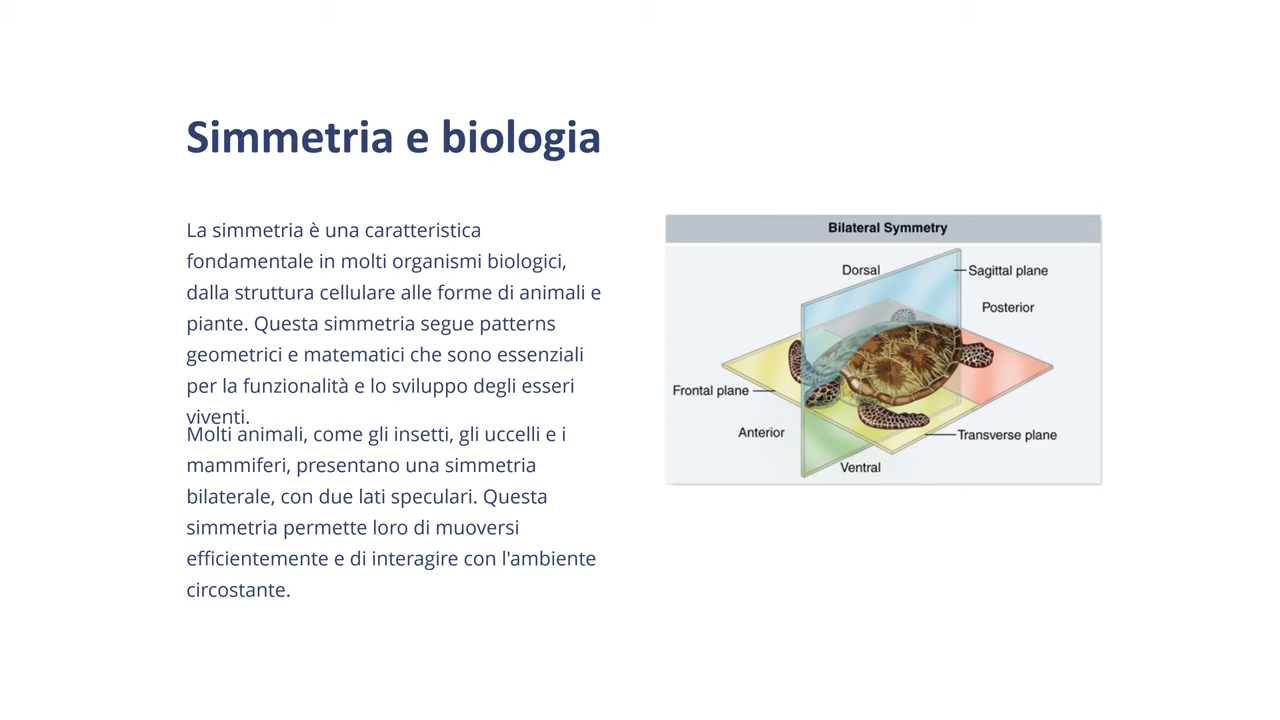 Simmetria e biologia
La simmetria è una caratteristica
fondamentale in molti organismi biologici,
dalla struttura cellulare alle forme di animali e
piante. Questa simmetria segue patterns
geometrici e matematici che sono essenziali
per la funzionalità e lo sviluppo degli esseri
viventi.
Molti animali, come gli insetti, gli uccelli e i
mammiferi, presentano una simmetria
bilaterale, con due lati speculari. Questa
simmetria permette loro di muoversi
efficientemente e di interagire con l'ambiente
circostante.
Bilateral Symmetry
Dorsal
Sagittal plane
Posterior
Frontal plane
Anterior
Transverse plane
Ventral